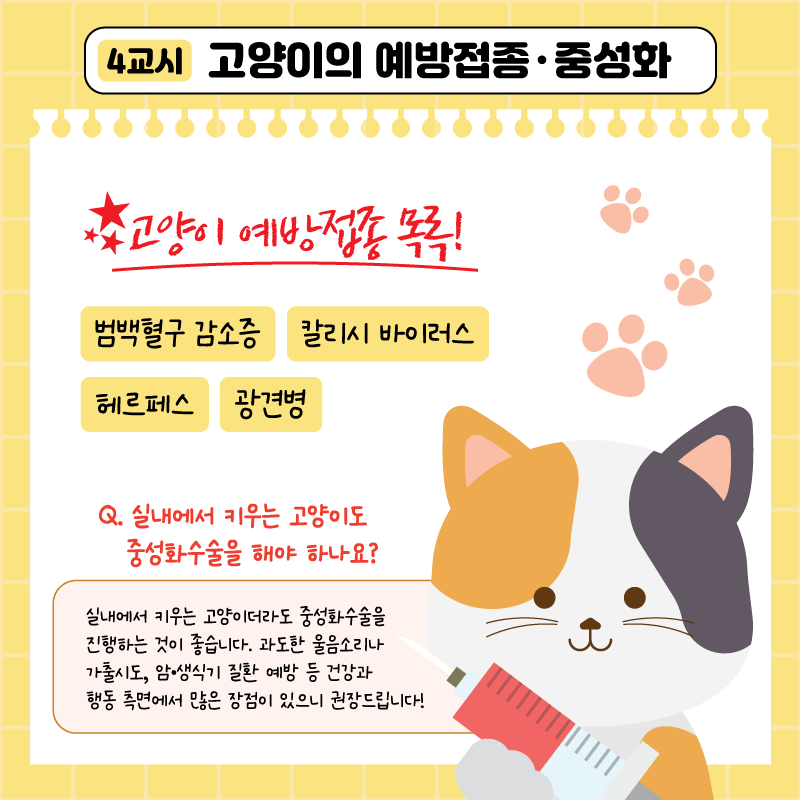 4교시 고양이의 예방접종·중성화
고양이 예방접종 목록!
범백혈구 감소증 칼리시 바이러스
헤르페스 광견병
Q. 실내에서 키우는 고양이도
중성화수술을 해야 하나요?
실내에서 키우는 고양이더라도 중성화수술을
진행하는 것이 좋습니다. 과도한 울음소리나
가출시도, 암•생식기 질환 예방 등 건강과
행동 측면에서 많은 장점이 있으니 권장드립니다!